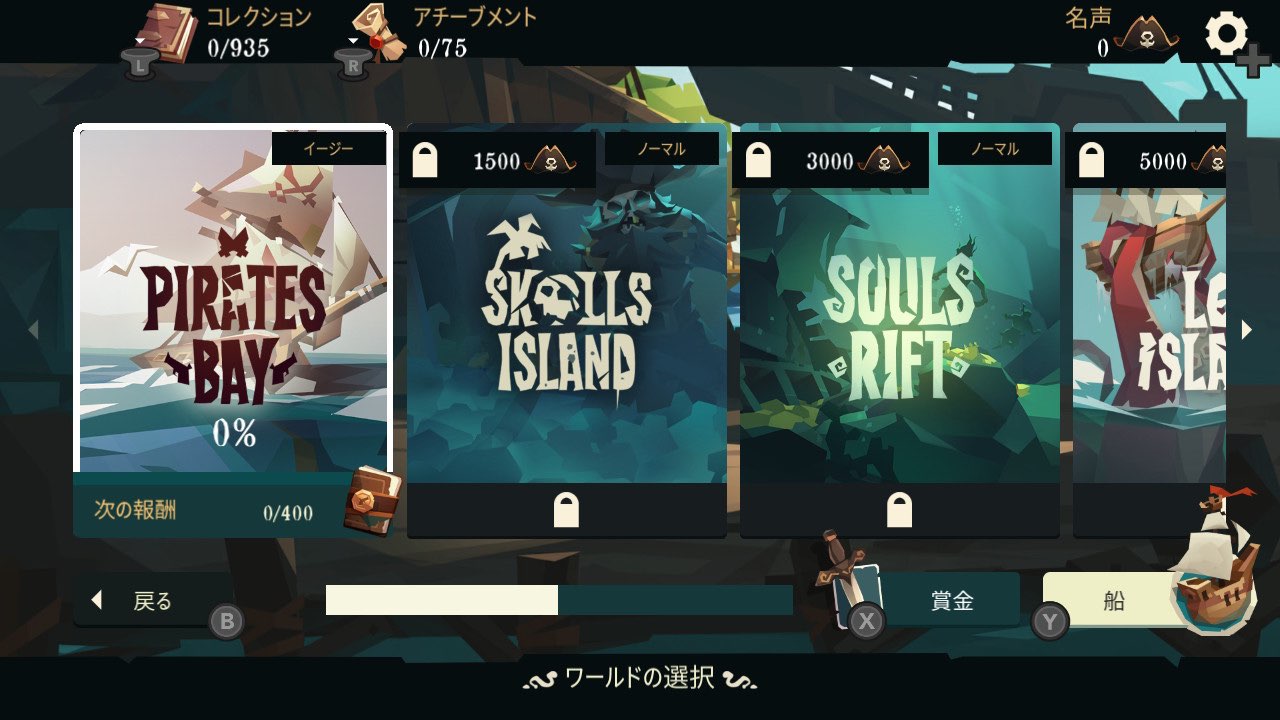 コレクション
0/935
L
アチーブメント
0/75
R
名声
0
イージー
PIRATES
BAY
0%
次の報酬
0/400
1500
ノーマル
SKULLS
ISLAND
3000
ノーマル
SOULS
RIFT
5000
LE
ISLA
戻る
B
賞金
X
船
Y
ワールドの選択